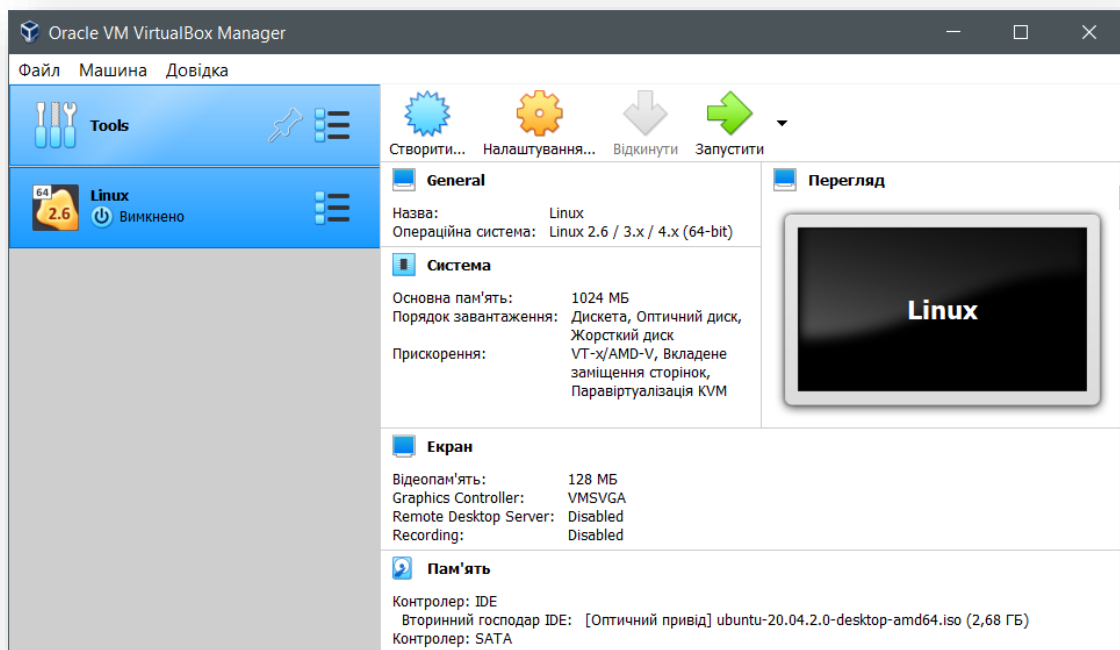 Oracle VM VirtualBox Manager
Файл Машина Довідка
Tools
64
2.6
Linux
Вимкнено
Створити... Налаштування... Відкинути Запустити
General
Назва: Linux
Операційна система: Linux 2.6 / 3.x / 4.x (64-bit)
Система
Основна пам'ять: 1024 МБ
Порядок завантаження: Дискета, Оптичний диск,
Жорсткий диск
Прискорення: VT-x/AMD-V, Вкладене
заміщення сторінок,
Паравіртуалізація KVM
Перегляд
Linux
Екран
Відеопам'ять: 128 МБ
Graphics Controller: VMSVGA
Remote Desktop Server: Disabled
Recording: Disabled
Пам'ять
Контролер: IDE
Вторинний господар IDE: [Оптичний привід] ubuntu-20.04.2.0-desktop-amd64.iso (2,68 ГБ)
Контролер: SATA